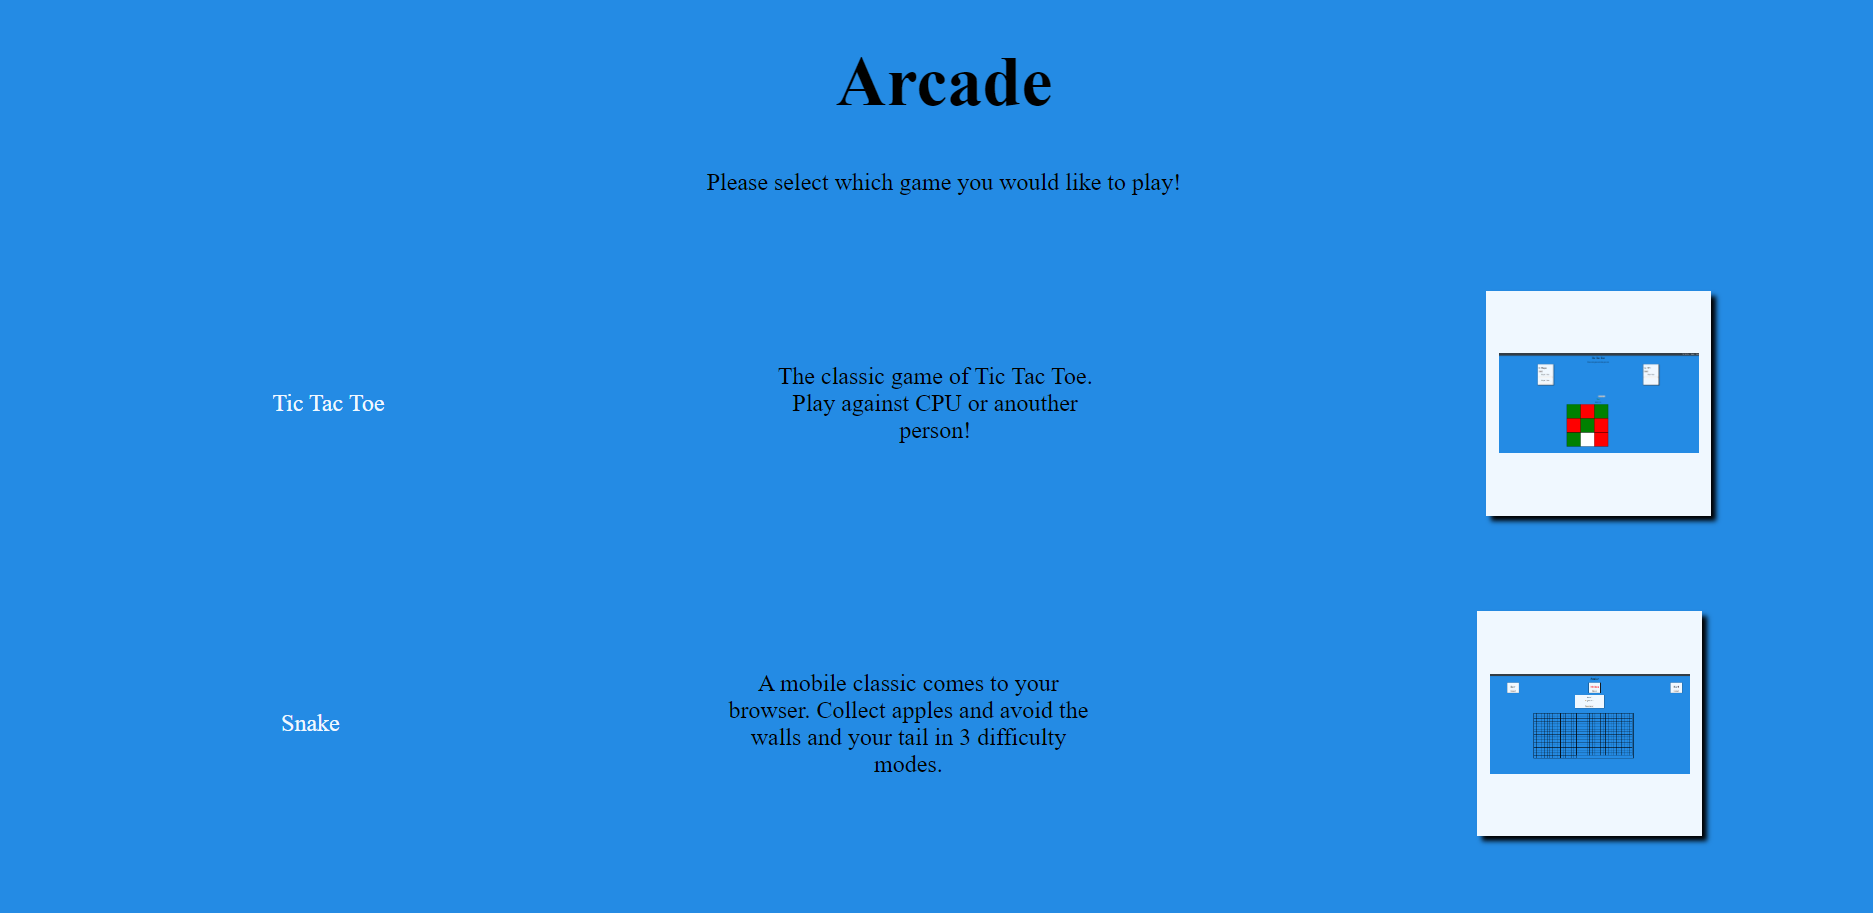 Arcade
Please select which game you would like to play!
Tic Tac Toe
The classic game of Tic Tac Toe.
Play against CPU or anouther
person!
Snake
A mobile classic comes to your
browser. Collect apples and avoid the
walls and your tail in 3 difficulty
modes.